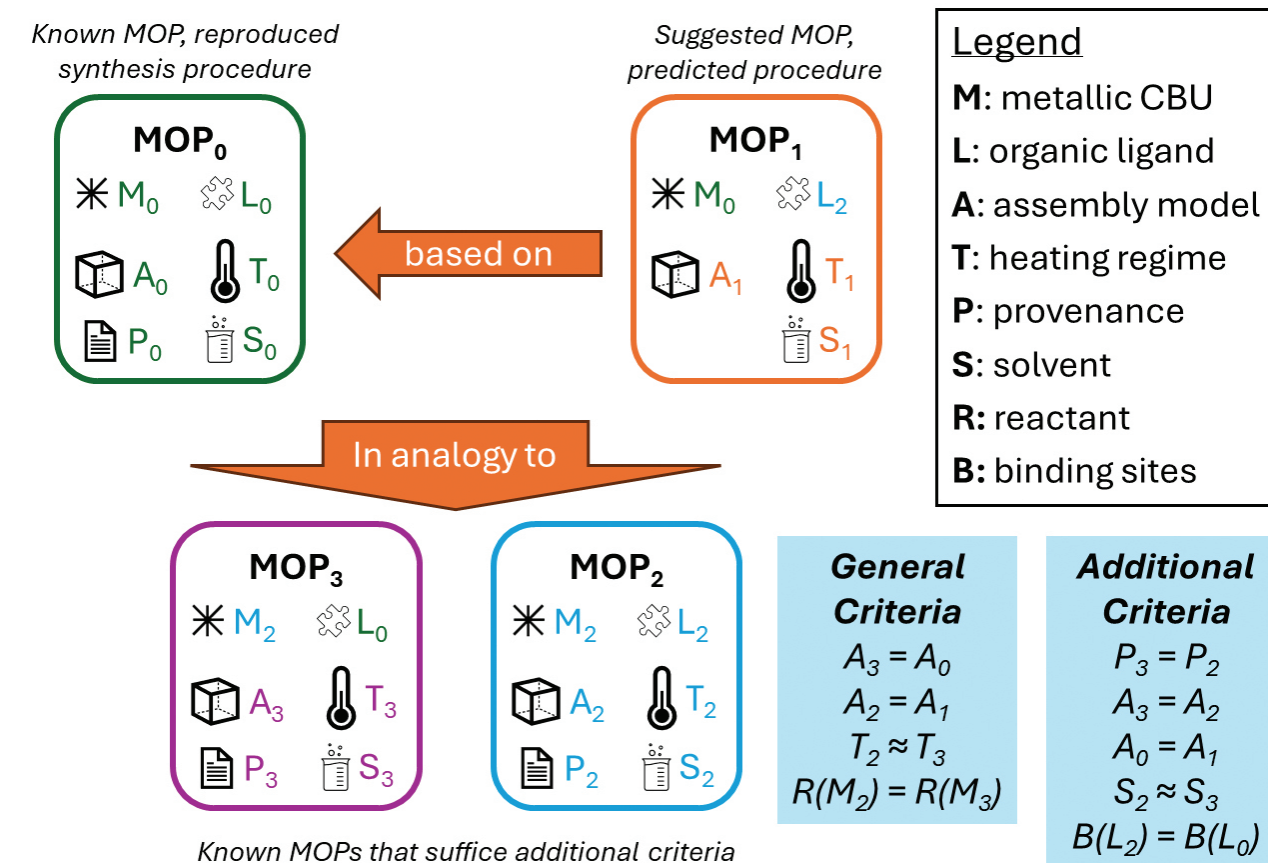 Known MOP, reproduced
synthesis procedure
Suggested MOP,
predicted procedure
MOP₀
M₀ L₀
A₀ T₀
P₀ S₀
based on
MOP₁
M₀ L₂
A₁ T₁
S₁
Legend
M: metallic CBU
L: organic ligand
A: assembly model
T: heating regime
P: provenance
S: solvent
R: reactant
B: binding sites
In analogy to
MOP₃
M₂ L₀
A₃ T₃
P₃ S₃
MOP₂
M₂ L₂
A₂ T₂
P₂ S₂
Known MOPs that suffice additional criteria
General
Criteria
A₃ = A₀
A₂ = A₁
T₂ ≈ T₃
R(M₂) = R(M₃)
Additional
Criteria
P₃ = P₂
A₃ = A₂
A₀ = A₁
S₂ ≈ S₃
B(L₂) = B(L₀)